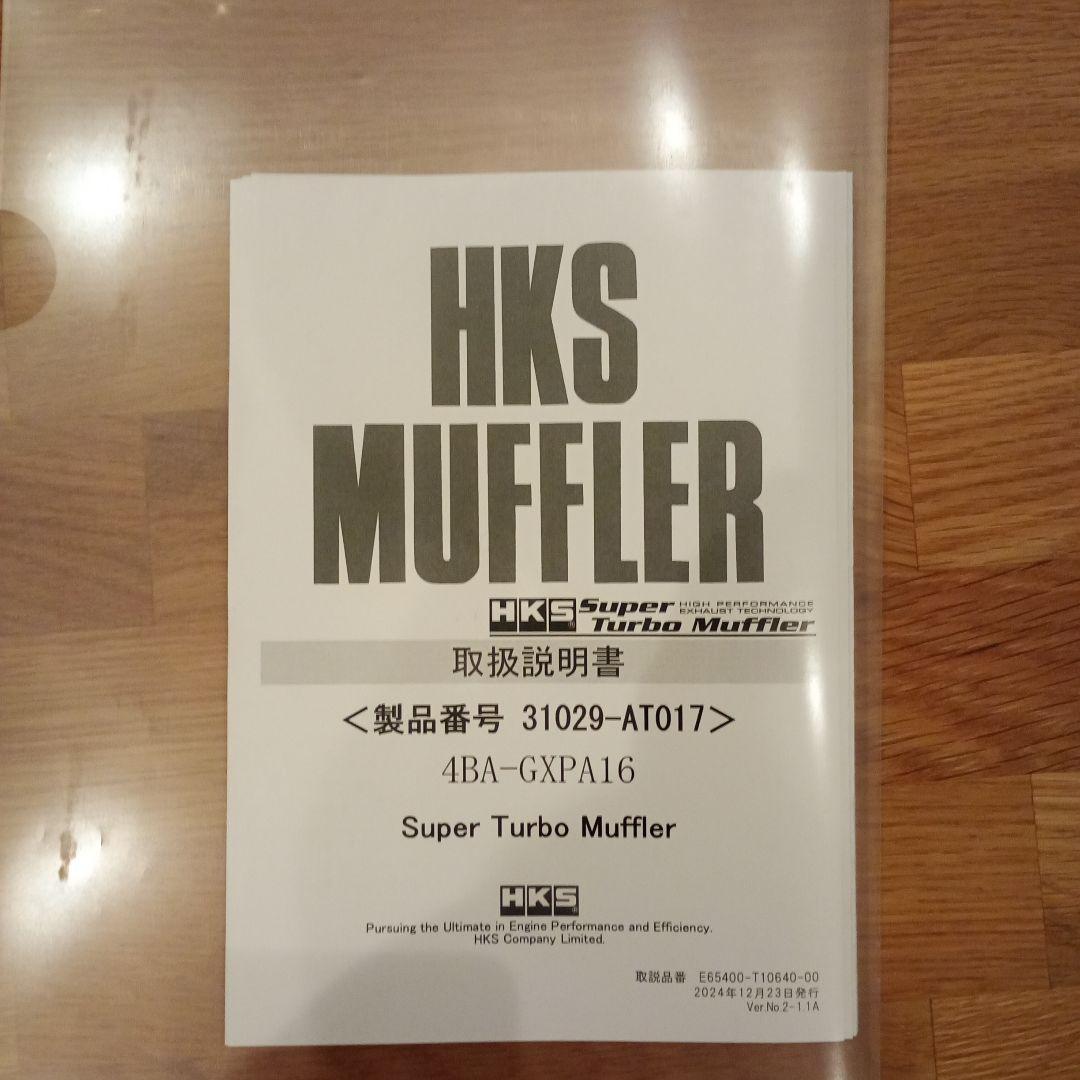 HKS
MUFFLER
HKS Super HIGH PERFORMANCE
EXHAUST TECHNOLOGY
Turbo Muffler
取扱説明書
＜製品番号 31029-AT017＞
4BA-GXPA16
Super Turbo Muffler
HKS
Pursuing the Ultimate in Engine Performance and Efficiency.
HKS Company Limited.
取説品番 E65400-T10640-00
2024年12月23日発行
Ver.No.2-1.1A